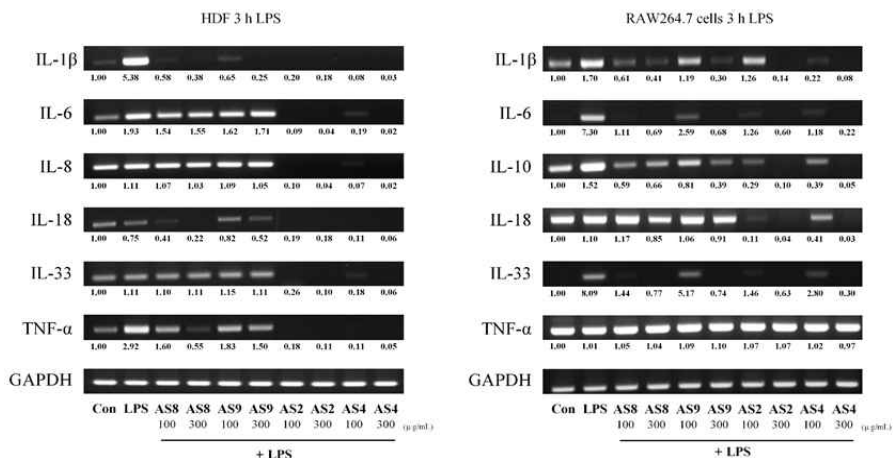 HDF 3 h LPS
IL-1β
1.00 5.38 0.58 0.38 0.65 0.25 0.20 0.18 0.08 0.03
IL-6
1.00 1.93 1.54 1.55 1.62 1.71 0.09 0.04 0.19 0.02
IL-8
1.00 1.11 1.07 1.03 1.09 1.05 0.10 0.04 0.07 0.02
IL-18
1.00 0.75 0.41 0.22 0.82 0.52 0.19 0.18 0.11 0.06
IL-33
1.00 1.11 1.10 1.11 1.15 1.11 0.26 0.10 0.18 0.06
TNF-α
1.00 2.92 1.60 0.55 1.83 1.50 0.18 0.11 0.11 0.05
GAPDH
Con LPS AS8 AS8 AS9 AS9 AS2 AS2 AS4 AS4
100 300 100 300 100 300 100 300 (μg/mL)
+ LPS
RAW264.7 cells 3 h LPS
IL-1β
1.00 1.70 0.61 0.41 1.19 0.30 1.26 0.14 0.22 0.08
IL-6
1.00 7.30 1.11 0.69 2.59 0.68 1.26 0.60 1.18 0.22
IL-10
1.00 1.52 0.59 0.66 0.81 0.39 0.29 0.10 0.39 0.05
IL-18
1.00 1.10 1.17 0.85 1.06 0.91 0.11 0.04 0.41 0.03
IL-33
1.00 8.09 1.44 0.77 5.17 0.74 1.46 0.63 2.80 0.30
TNF-α
1.00 1.01 1.05 1.04 1.09 1.10 1.07 1.07 1.02 0.97
GAPDH
Con LPS AS8 AS8 AS9 AS9 AS2 AS2 AS4 AS4
100 300 100 300 100 300 100 300 (μg/mL)
+ LPS